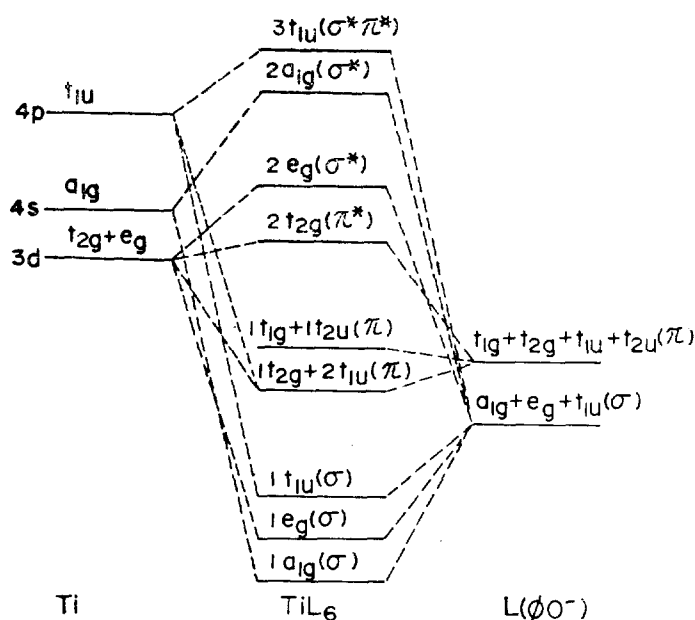 3t₁ᵤ(σ*π*)
2a₁g(σ*)
t₁ᵤ
4p
2eg(σ*)
a₁g
4s
2t₂g(π*)
t₂g+eg
3d
1t₁g+1t₂ᵤ(π)
t₁g+t₂g+t₁ᵤ+t₂ᵤ(π)
1t₂g+2t₁ᵤ(π)
a₁g+eg+t₁ᵤ(σ)
1t₁ᵤ(σ)
1eg(σ)
1a₁g(σ)
Ti
TiL₆
L(ϕO⁻)